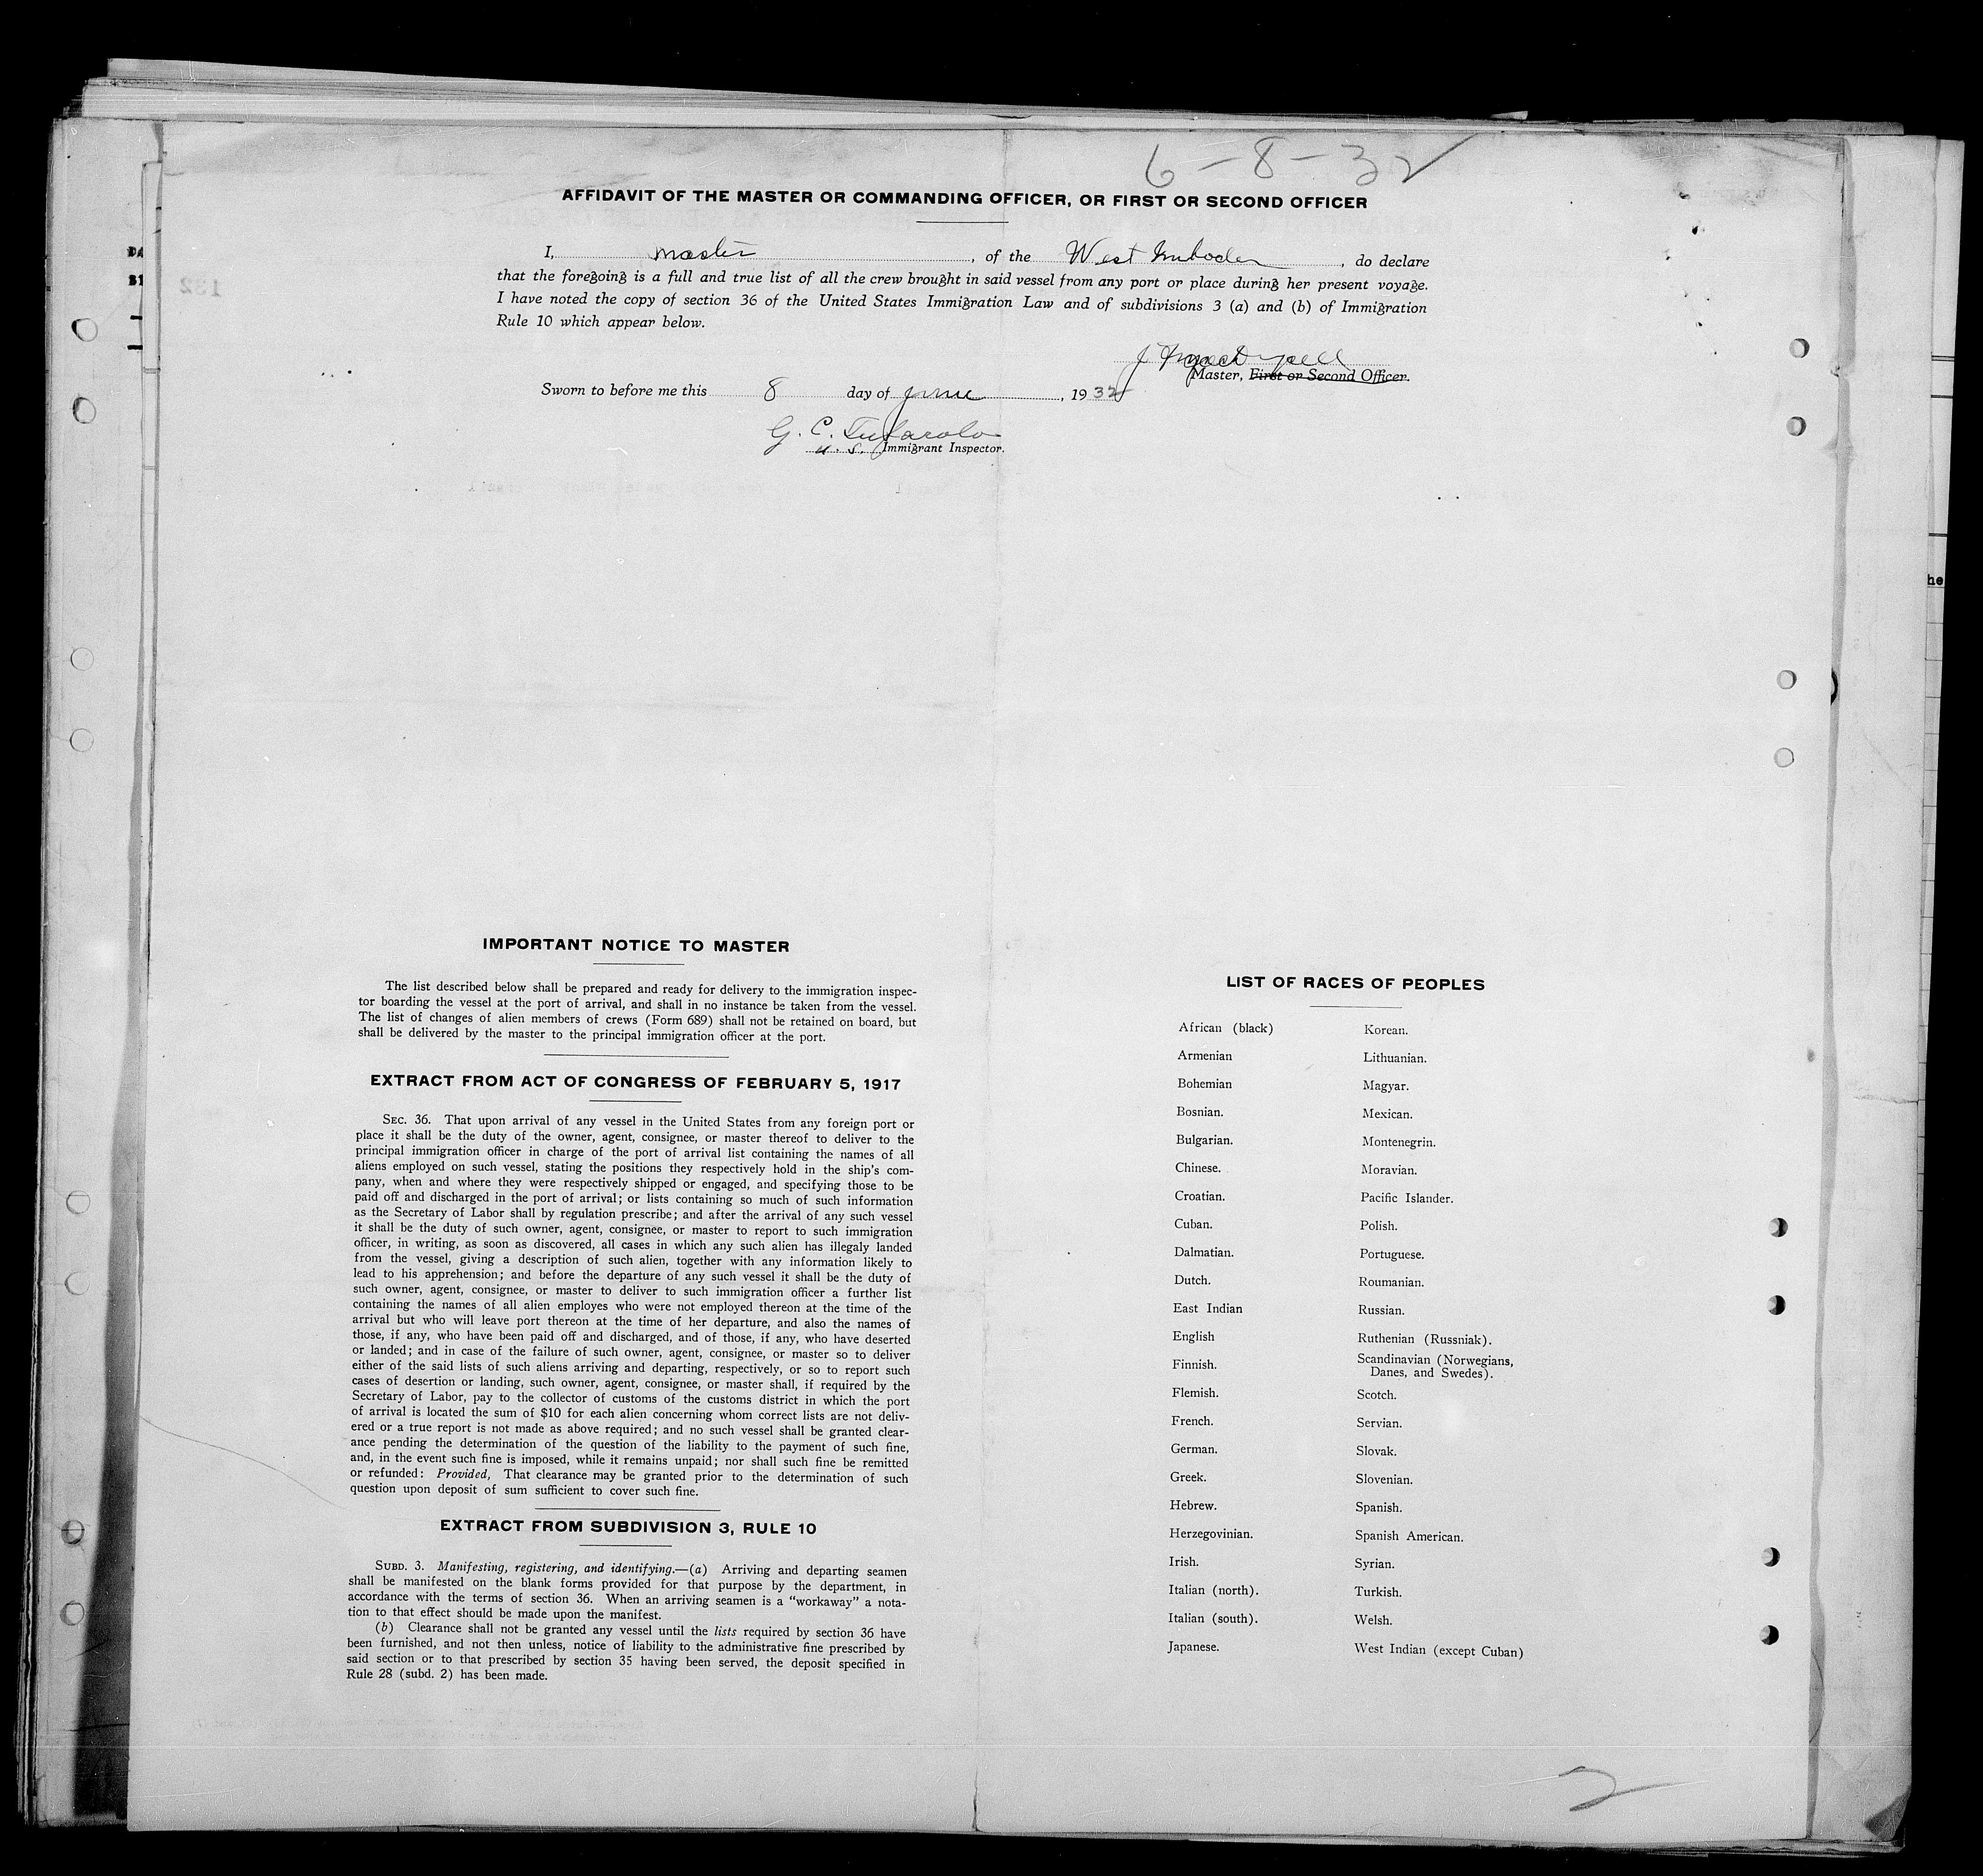 6-8-32
AFFIDAVIT OF THE MASTER OR COMMANDING OFFICER, OR FIRST OR SECOND OFFICER
I, master, of the West Imboden, do declare
that the foregoing is a full and true list of all the crew brought in said vessel from any port or place during her present voyage.
I have noted the copy of section 36 of the United States Immigration Law and of subdivisions 3 (a) and (b) of Immigration
Rule 10 which appear below.
Master, First or Second Officer.
Sworn to before me this 8 day of June, 1932
G. C.
U. S. Immigrant Inspector.
132
IMPORTANT NOTICE TO MASTER
The list described below shall be prepared and ready for delivery to the immigration inspec-
tor boarding the vessel at the port of arrival, and shall in no instance be taken from the vessel.
The list of changes of alien members of crews (Form 689) shall not be retained on board, but
shall be delivered by the master to the principal immigration officer at the port.
EXTRACT FROM ACT OF CONGRESS OF FEBRUARY 5, 1917
SEC. 36. That upon arrival of any vessel in the United States from any foreign port or
place it shall be the duty of the owner, agent, consignee, or master thereof to deliver to the
principal immigration officer in charge of the port of arrival list containing the names of all
aliens employed on such vessel, stating the positions they respectively hold in the ship's com-
pany, when and where they were respectively shipped or engaged, and specifying those to be
paid off and discharged in the port of arrival; or lists containing so much of such information
as the Secretary of Labor shall by regulation prescribe; and after the arrival of any such vessel
it shall be the duty of such owner, agent, consignee, or master to report to such immigration
officer, in writing, as soon as discovered, all cases in which any such alien has illegally landed
from the vessel, giving a description of such alien, together with any information likely to
lead to his apprehension; and before the departure of any such vessel it shall be the duty of
such owner, agent, consignee, or master to deliver to such immigration officer a further list
containing the names of all alien employes who were not employed thereon at the time of the
arrival but who will leave port thereon at the time of her departure, and also the names of
those, if any, who have been paid off and discharged, and of those, if any, who have deserted
or landed; and in case of the failure of such owner, agent, consignee, or master so to deliver
either of the said lists of such aliens arriving and departing, respectively, or so to report such
cases of desertion or landing, such owner, agent, consignee, or master shall, if required by the
Secretary of Labor, pay to the collector of customs of the customs district in which the port
of arrival is located the sum of $10 for each alien concerning whom correct lists are not deliv-
ered or a true report is not made as above required; and no such vessel shall be granted clear-
ance pending the determination of the question of the liability to the payment of such fine,
and, in the event such fine is imposed, while it remains unpaid; nor shall such fine be remitted
or refunded: Provided, That clearance may be granted prior to the determination of such
question upon deposit of sum sufficient to cover such fine.
EXTRACT FROM SUBDIVISION 3, RULE 10
SUBD. 3. Manifesting, registering, and identifying.—(a) Arriving and departing seamen
shall be manifested on the blank forms provided for that purpose by the department, in
accordance with the terms of section 36. When an arriving seamen is a "workaway" a nota-
tion to that effect should be made upon the manifest.
(b) Clearance shall not be granted any vessel until the lists required by section 36 have
been furnished, and not then unless, notice of liability to the administrative fine prescribed by
said section or to that prescribed by section 35 having been served, the deposit specified in
Rule 28 (subd. 2) has been made.
LIST OF RACES OF PEOPLES
African (black) Korean.
Armenian Lithuanian.
Bohemian Magyar.
Bosnian. Mexican.
Bulgarian. Montenegrin.
Chinese. Moravian.
Croatian. Pacific Islander.
Cuban. Polish.
Dalmatian. Portuguese.
Dutch. Roumanian.
East Indian Russian.
English Ruthenian (Russniak).
Finnish. Scandinavian (Norwegians,
Danes, and Swedes).
Flemish. Scotch.
French. Servian.
German. Slovak.
Greek. Slovenian.
Hebrew. Spanish.
Herzegovinian. Spanish American.
Irish. Syrian.
Italian (north). Turkish.
Italian (south). Welsh.
Japanese. West Indian (except Cuban)
2